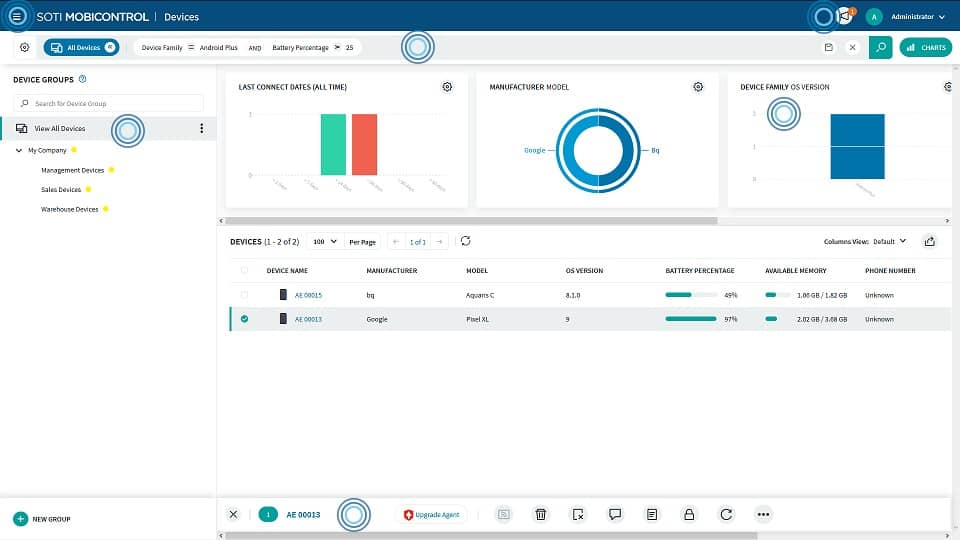 SOTI MOBICONTROL | Devices
1
A
Administrator
All Devices
Device Family = Android Plus AND Battery Percentage > 25
CHARTS
DEVICE GROUPS ?
Search for Device Group
View All Devices
My Company
Management Devices
Sales Devices
Warehouse Devices
NEW GROUP
LAST CONNECT DATES (ALL TIME)
1
0
MANUFACTURER MODEL
Google
Bq
DEVICE FAMILY OS VERSION
2
1
0
DEVICES (1 - 2 of 2)
100
Per Page
1 of 1
Columns View: Default
DEVICE NAME MANUFACTURER MODEL OS VERSION BATTERY PERCENTAGE AVAILABLE MEMORY PHONE NUMBER
AE 00015 bq Aquaris C 8.1.0 49% 1.06 GB / 1.82 GB Unknown
AE 00013 Google Pixel XL 9 97% 2.02 GB / 3.68 GB Unknown
1
AE 00013
Upgrade Agent